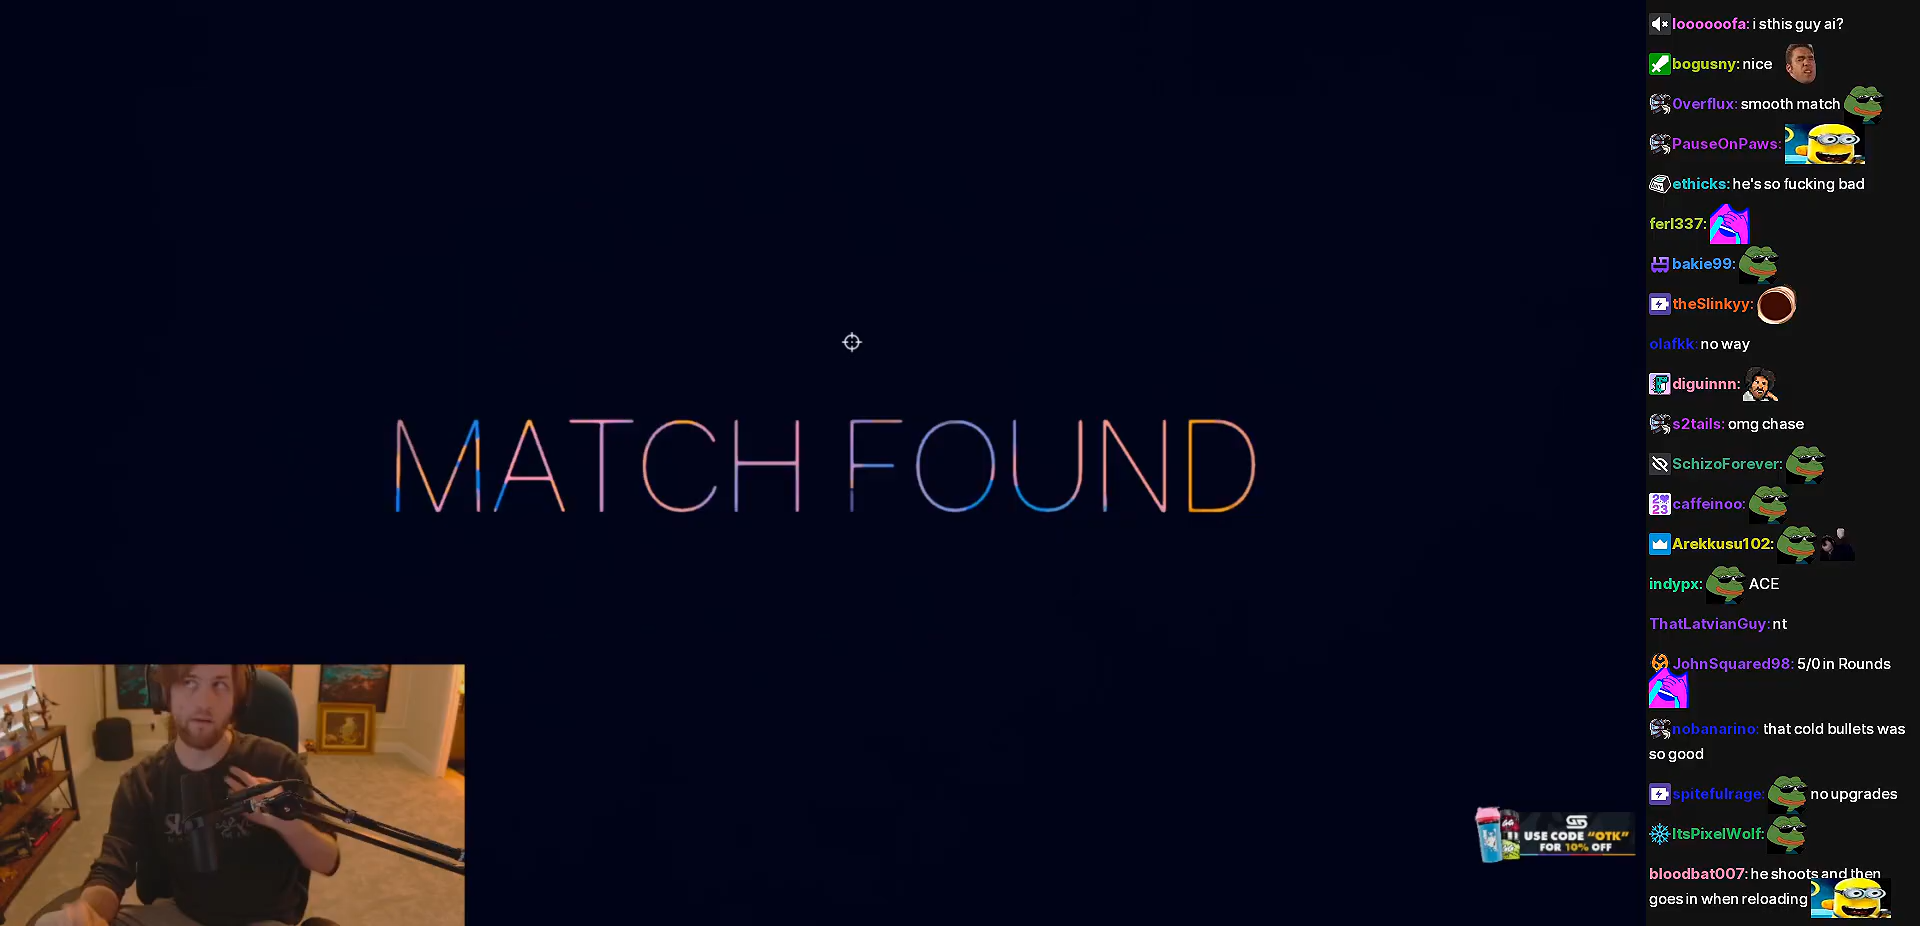 loooooofa: i sthis guy ai?
bogusny: nice
0verflux: smooth match
PauseOnPaws:
ethicks: he's so fucking bad
ferl337:
bakie99:
theSlinkyy:
olafkk: no way
diguinnn:
s2tails: omg chase
SchizoForever:
caffeinoo:
Arekkusu102:
indypx: ACE
ThatLatvianGuy: nt
JohnSquared98: 5/0 in Rounds
nobanarino: that cold bullets was
so good
spitefulrage: no upgrades
ItsPixelWolf:
bloodbat007: he shoots and then
goes in when reloading
MATCH FOUND
USE CODE "OTK"
FOR 10% OFF